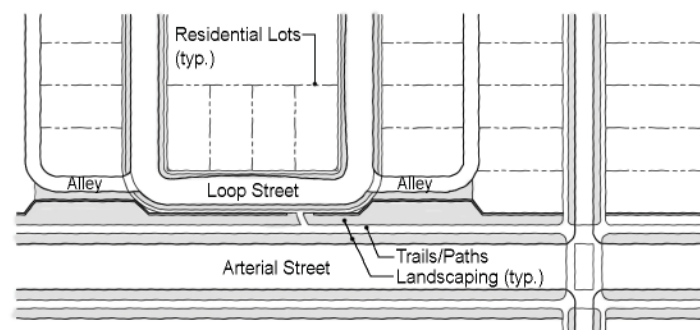 Residential Lots
(typ.)
Alley
Loop Street
Alley
Trails/Paths
Arterial Street
Landscaping (typ.)